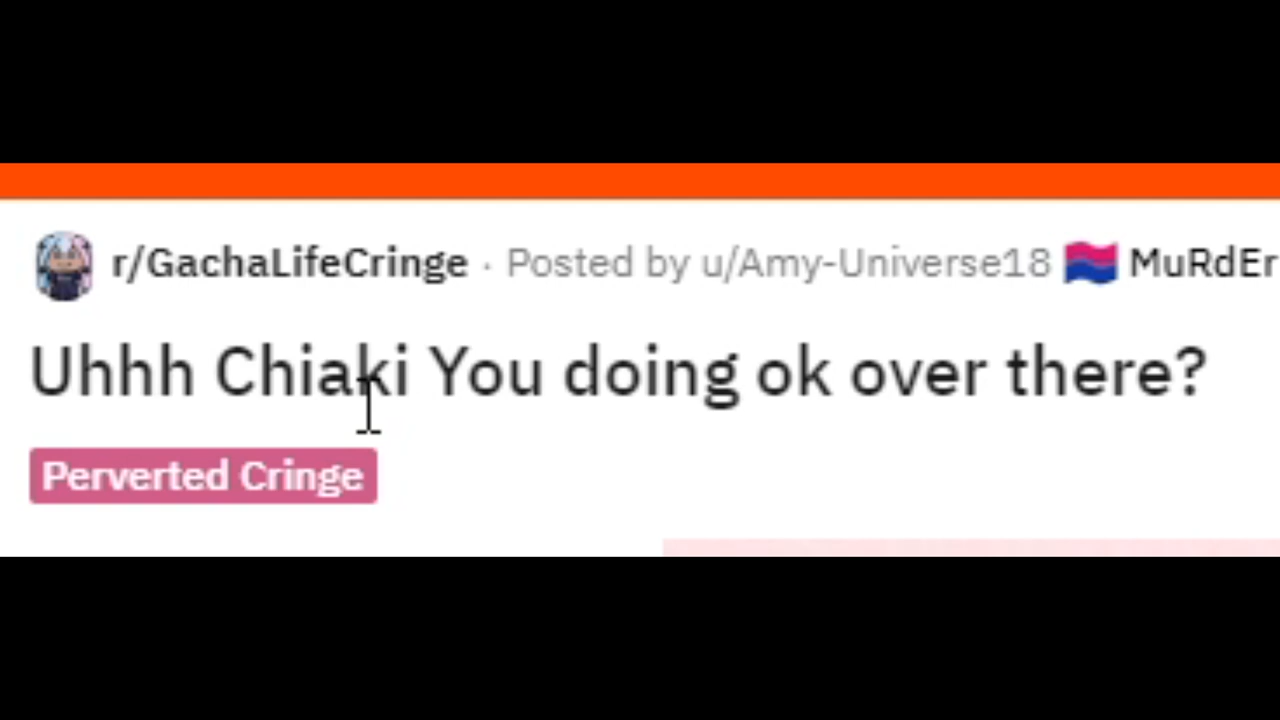 r/GachaLifeCringe · Posted by u/Amy-Universe18 MuRdEr
Uhhh Chiaki You doing ok over there?
Perverted Cringe